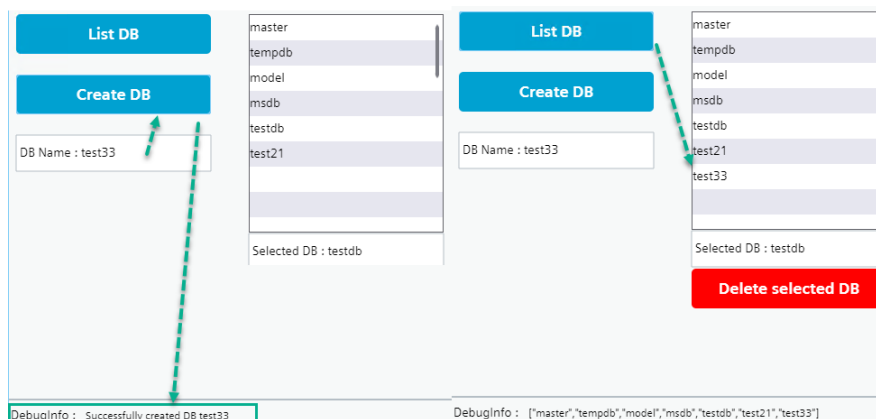 List DB
Create DB
DB Name : test33
master
tempdb
model
msdb
testdb
test21
Selected DB : testdb
DebugInfo : Successfully created DB test33
List DB
Create DB
DB Name : test33
master
tempdb
model
msdb
testdb
test21
test33
Selected DB : testdb
Delete selected DB
DebugInfo : ["master","tempdb","model","msdb","testdb","test21","test33"]